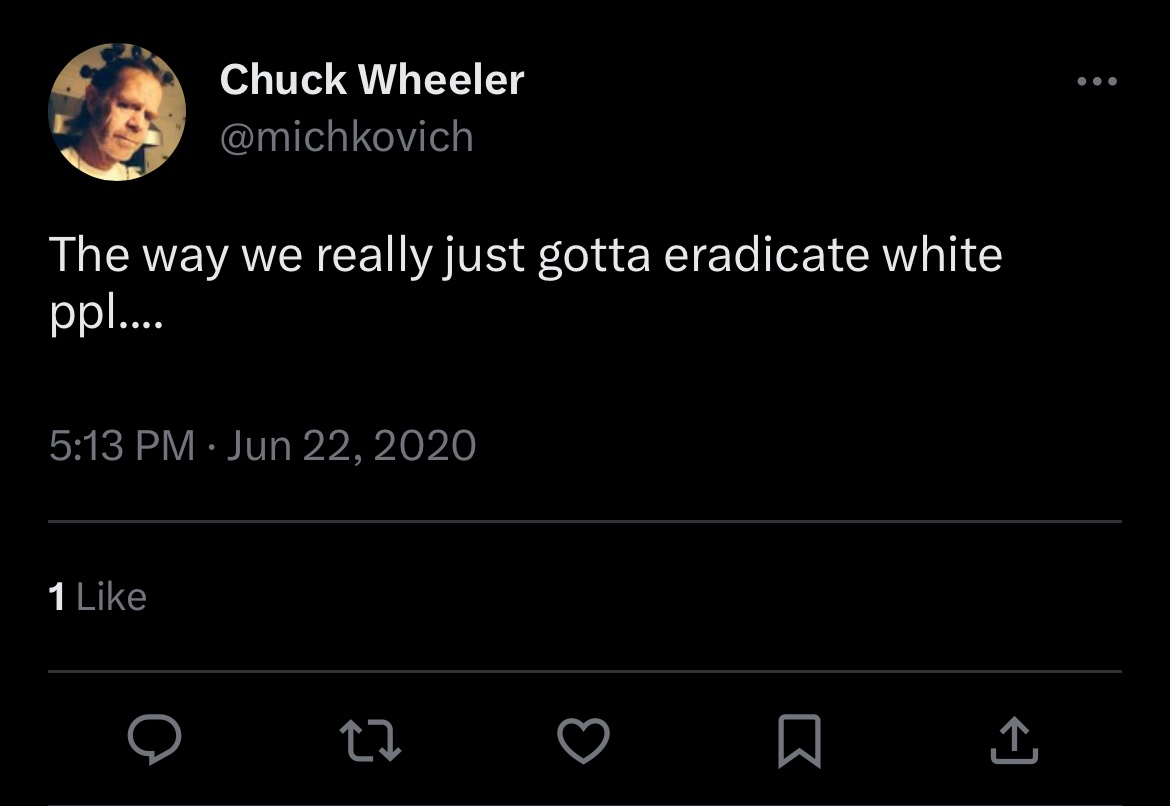 Chuck Wheeler
@michkovich
The way we really just gotta eradicate white
ppl....
5:13 PM · Jun 22, 2020
1 Like